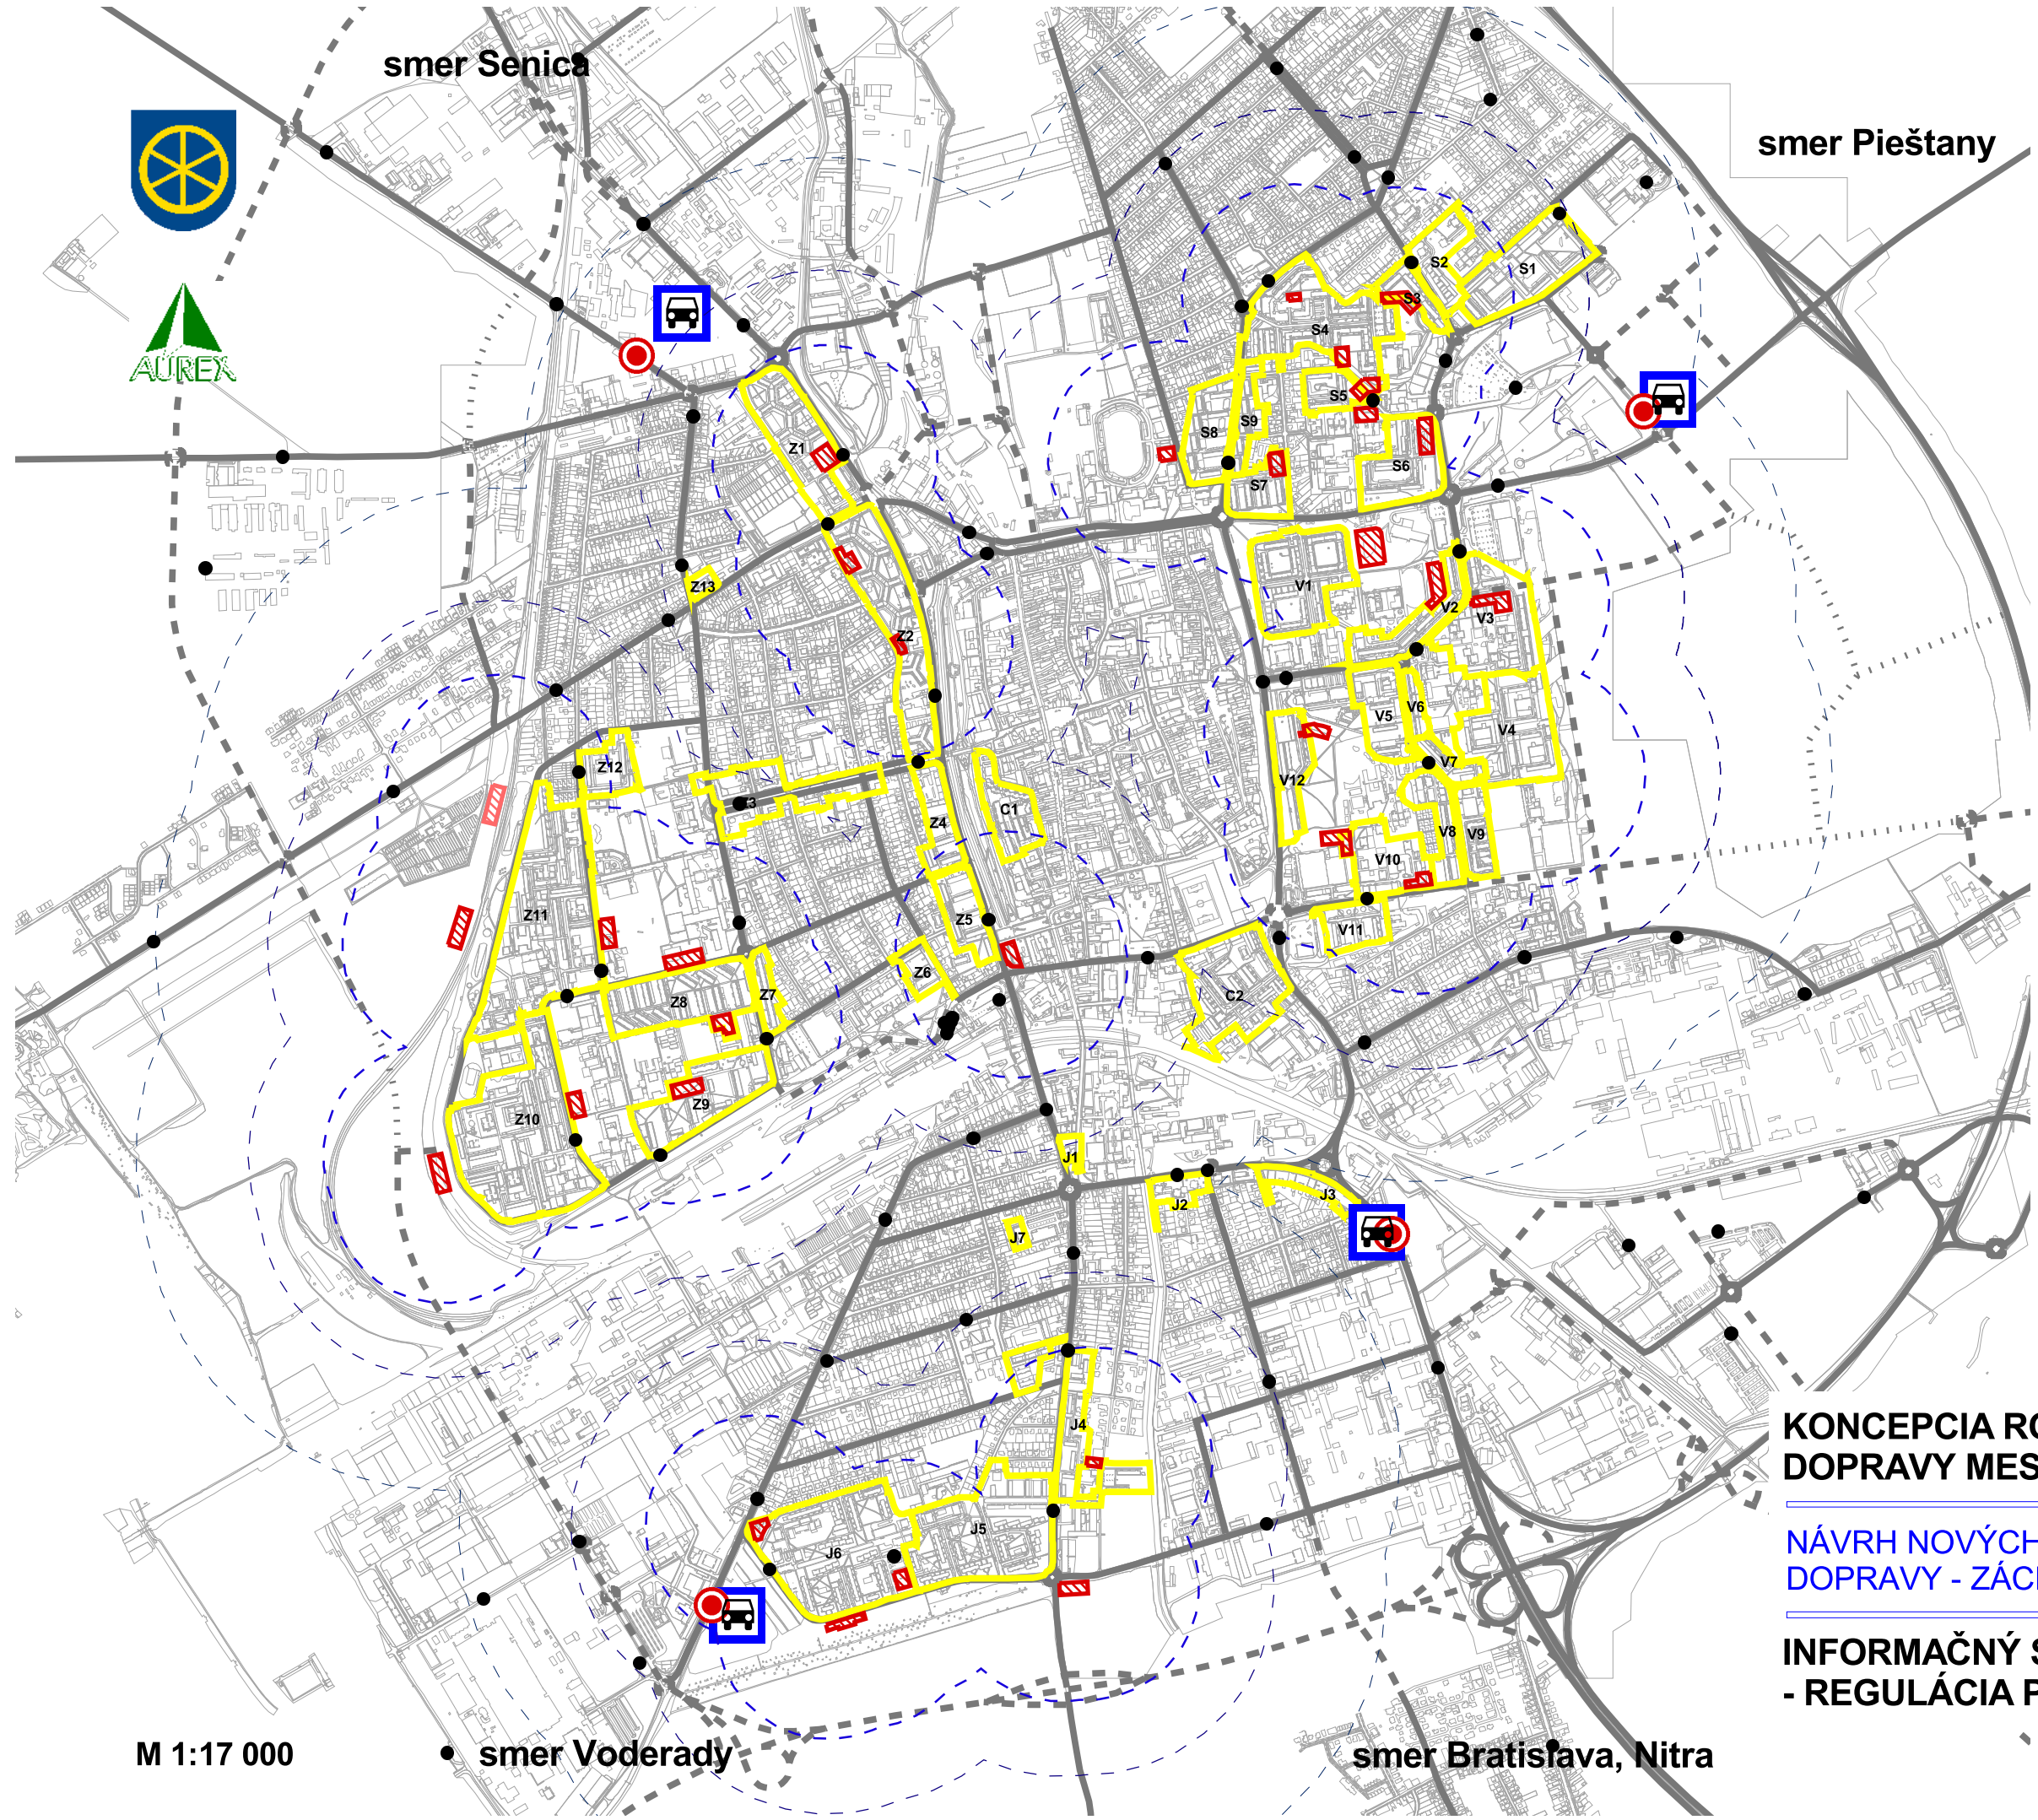 smer Senica
smer Pieštany
AUREX
S2
S1
S3
S4
S5
S9
S8
S6
S7
Z1
Z13
Z2
V1
V2
V3
V5
V6
V4
V7
V12
Z12
Z3
Z4
C1
V8
V9
V10
Z11
Z5
V11
Z6
Z7
Z8
C2
Z9
Z10
J1
J2
J3
J7
J4
J5
J6
KONCEPCIA RO
DOPRAVY MES
NÁVRH NOVÝCH
DOPRAVY - ZÁCH
INFORMAČNÝ S
- REGULÁCIA P
M 1:17 000
smer Voderady
smer Bratislava, Nitra